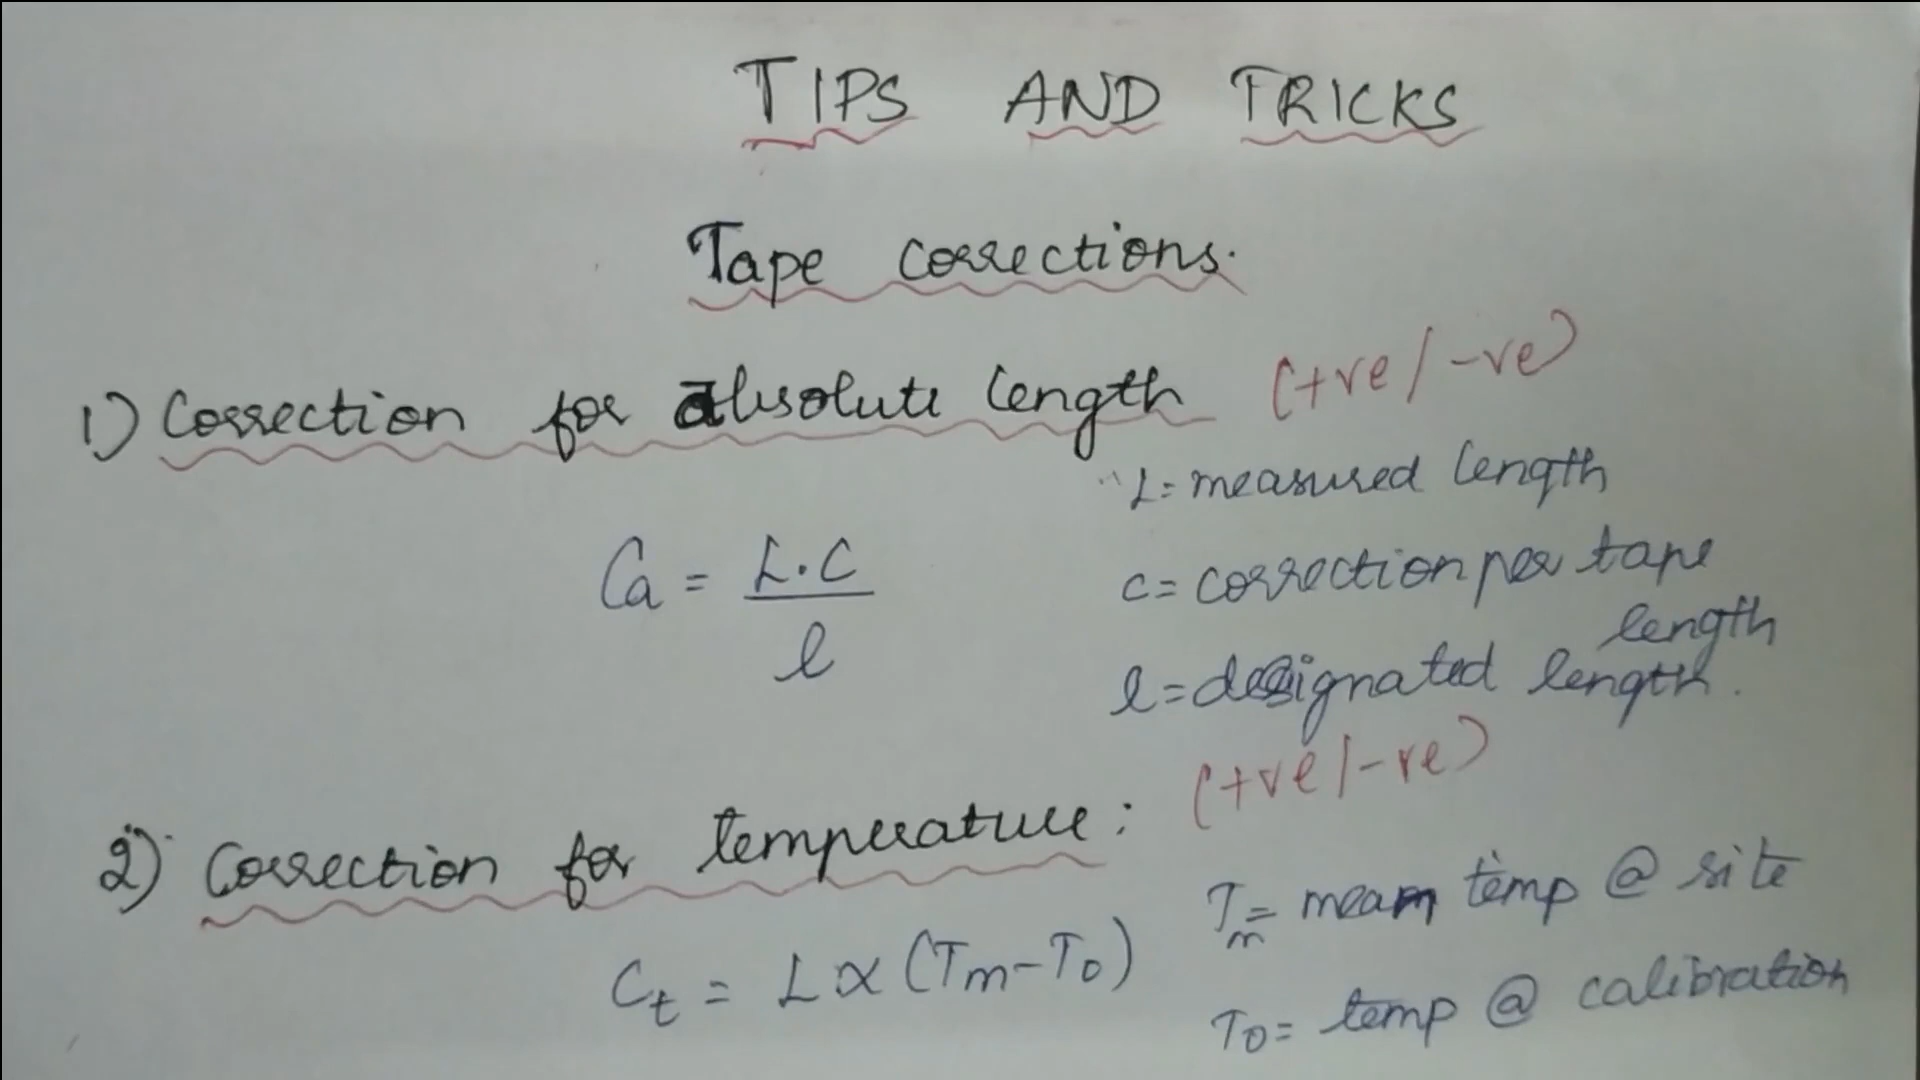 TIPS AND TRICKS
Tape corrections.
1) Correction for absolute length (+ve/-ve)
L = measured length
Ca = L.C / l
c = correction per tape length
l = designated length.
2) Correction for temperature: (+ve/-ve)
Tm = mean temp @ site
Ct = Lα (Tm-To)
To = temp @ calibration